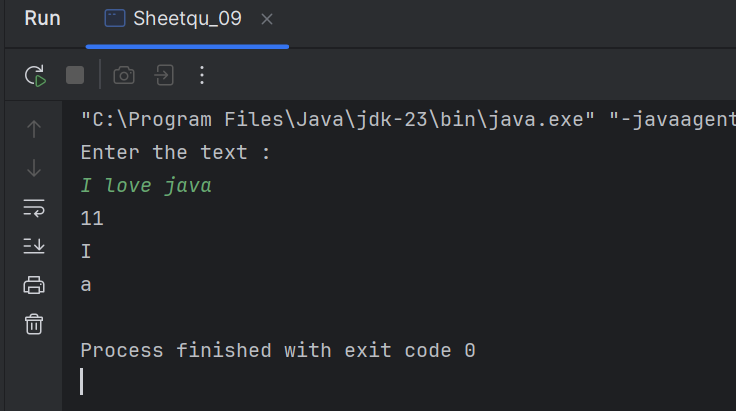 Run Sheetqu_09
"C:\Program Files\Java\jdk-23\bin\java.exe" "-javaagent
Enter the text :
I love java
11
I
a
Process finished with exit code 0